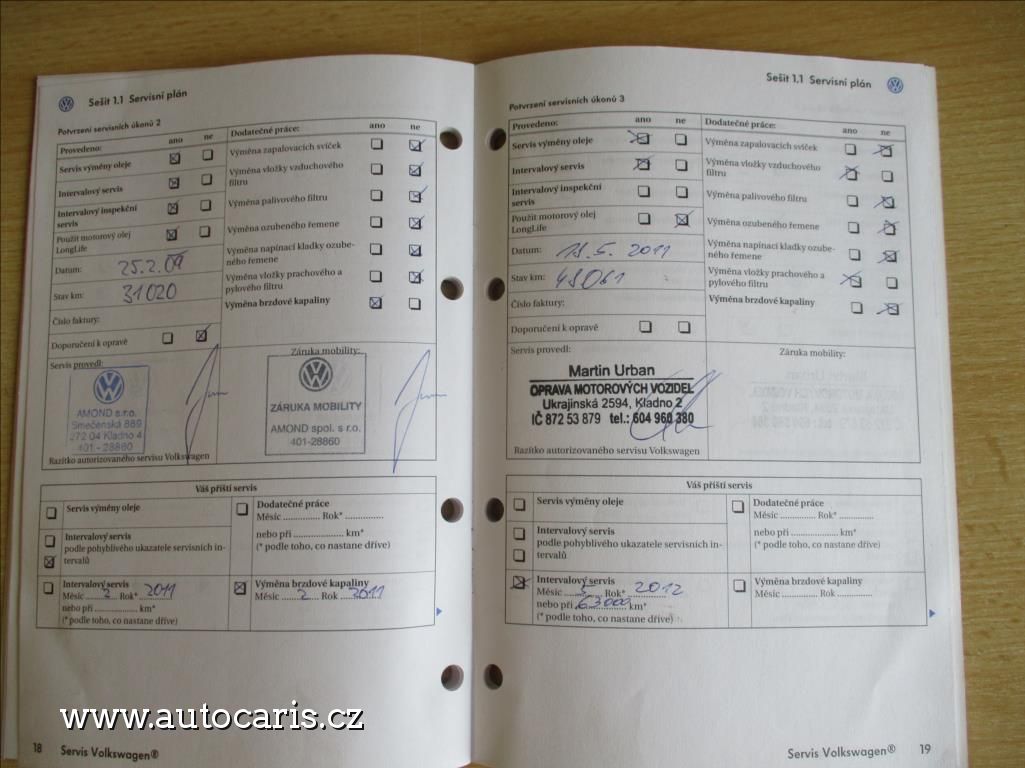 Sešit 1.1 Servisní plán
Potvrzení servisních úkonů 2
Provedeno: ano ne
Servis výměny oleje
Intervalový servis
Intervalový inspekční
servis
Použit motorový olej
LongLife
Datum: 25.2.09
Stav km: 31020
Číslo faktury:
Doporučení k opravě
Dodatečné práce: ano ne
Výměna zapalovacích svíček
Výměna vložky vzduchového
filtru
Výměna palivového filtru
Výměna ozubeného řemene
Výměna napínací kladky ozube-
ného řemene
Výměna vložky prachového a
pylového filtru
Výměna brzdové kapaliny
Servis provedl:
AMOND s.r.o.
Smečenská 889
272 04 Kladno 4
401-28860
Razítko autorizovaného servisu Volkswagen
Záruka mobility:
ZÁRUKA MOBILITY
AMOND spol. s r.o.
401-28860
Váš příští servis
Servis výměny oleje
Intervalový servis
podle pohyblivého ukazatele servisních in-
tervalů
Intervalový servis
Měsíc 2 Rok* 2011
nebo při .................... km*
(* podle toho, co nastane dříve)
Dodatečné práce
Měsíc ............... Rok* ...............
nebo při .................... km*
(* podle toho, co nastane dříve)
Výměna brzdové kapaliny
Měsíc 2 Rok 2011
18 Servis Volkswagen®
Sešit 1.1 Servisní plán
Potvrzení servisních úkonů 3
Provedeno: ano ne
Servis výměny oleje
Intervalový servis
Intervalový inspekční
servis
Použit motorový olej
LongLife
Datum: 18.5.2011
Stav km: 48061
Číslo faktury:
Doporučení k opravě
Dodatečné práce: ano ne
Výměna zapalovacích svíček
Výměna vložky vzduchového
filtru
Výměna palivového filtru
Výměna ozubeného řemene
Výměna napínací kladky ozube-
ného řemene
Výměna vložky prachového a
pylového filtru
Výměna brzdové kapaliny
Servis provedl:
Martin Urban
OPRAVA MOTOROVÝCH VOZIDEL
Ukrajinská 2594, Kladno 2
IČ 872 53 879 tel.: 604 960 380
Razítko autorizovaného servisu Volkswagen
Záruka mobility:
Váš příští servis
Servis výměny oleje
Intervalový servis
podle pohyblivého ukazatele servisních in-
tervalů
Intervalový servis
Měsíc 5 Rok* 2012
nebo při 63000 km*
(* podle toho, co nastane dříve)
Dodatečné práce
Měsíc ............... Rok* ...............
nebo při .................... km*
(* podle toho, co nastane dříve)
Výměna brzdové kapaliny
Měsíc ............... Rok ...............
Servis Volkswagen® 19
www.autocaris.cz